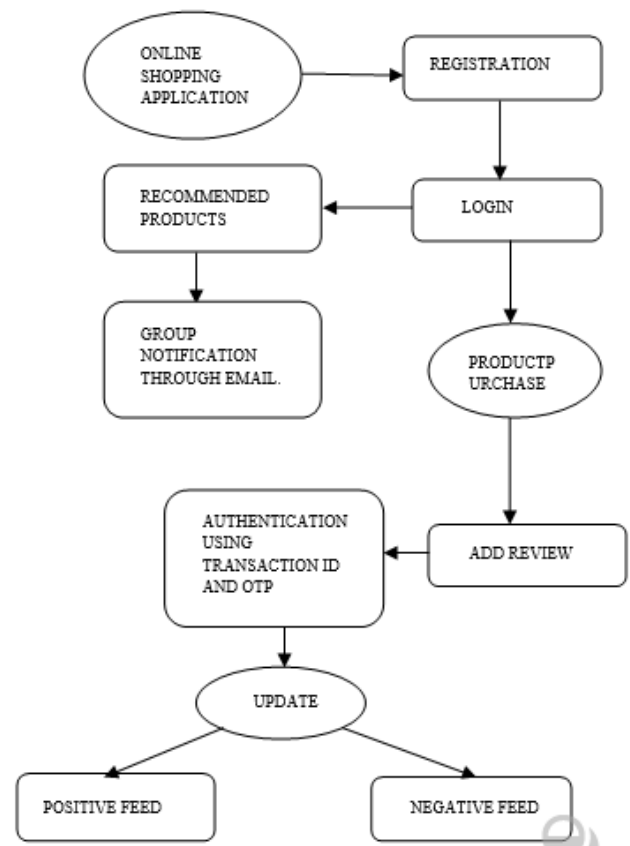 ONLINE
SHOPPING
APPLICATION
REGISTRATION
RECOMMENDED
PRODUCTS
LOGIN
GROUP
NOTIFICATION
THROUGH EMAIL.
PRODUCTP
URCHASE
AUTHENTICATION
USING
TRANSACTION ID
AND OTP
ADD REVIEW
UPDATE
POSITIVE FEED
NEGATIVE FEED